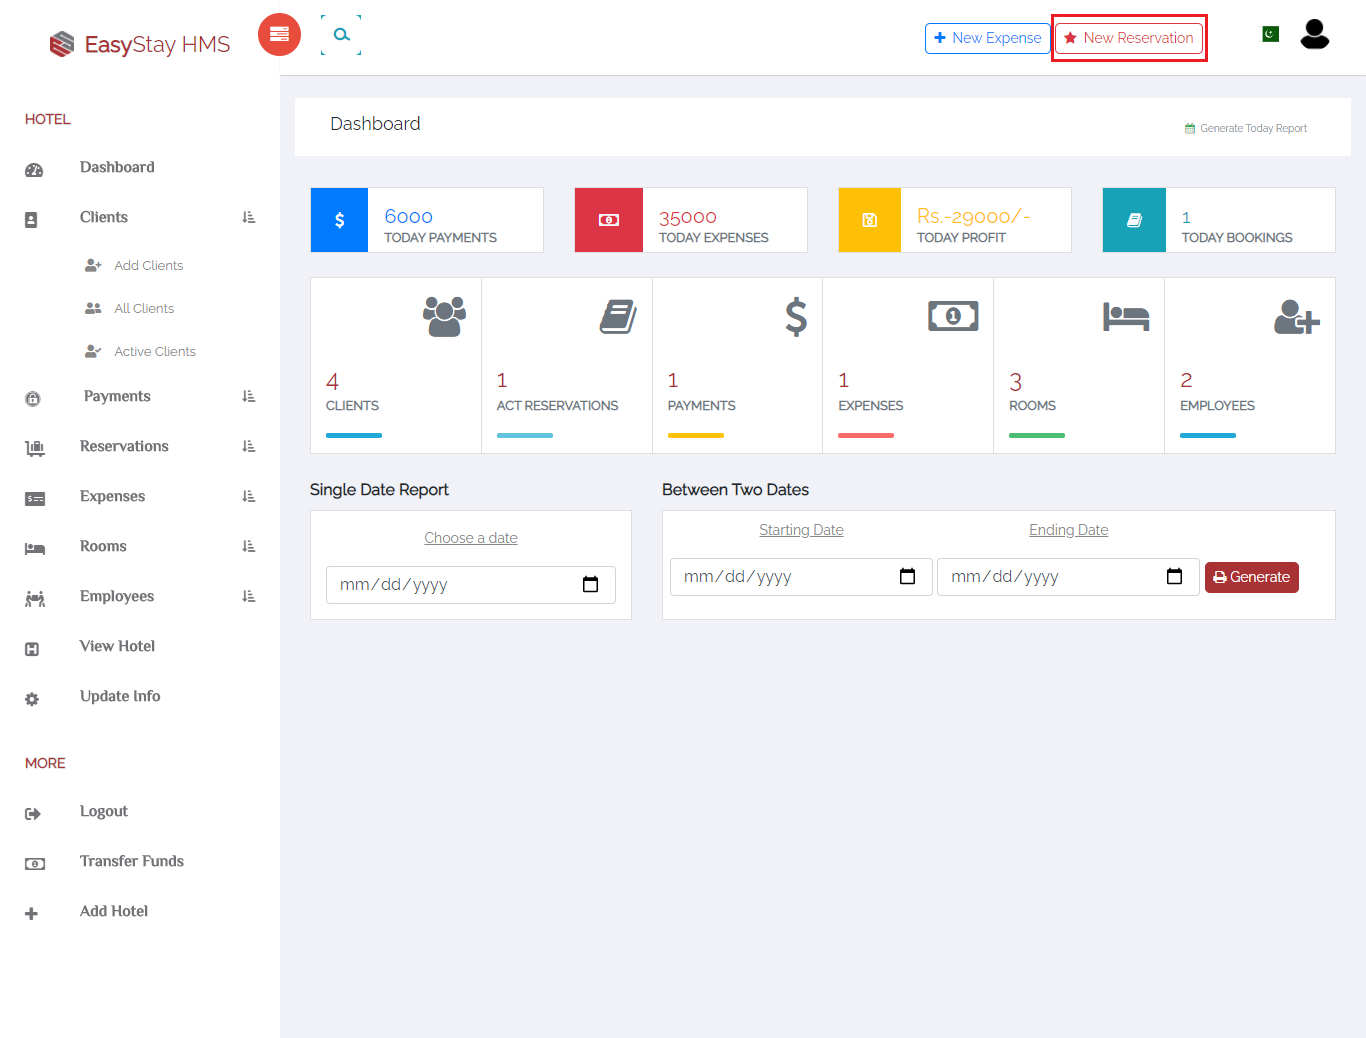 EasyStay HMS
New Expense
New Reservation
HOTEL
Dashboard
Clients
Add Clients
All Clients
Active Clients
Payments
Reservations
Expenses
Rooms
Employees
View Hotel
Update Info
MORE
Logout
Transfer Funds
Add Hotel
Dashboard
Generate Today Report
6000
TODAY PAYMENTS
35000
TODAY EXPENSES
Rs.-29000/-
TODAY PROFIT
1
TODAY BOOKINGS
4
CLIENTS
1
ACT RESERVATIONS
1
PAYMENTS
1
EXPENSES
3
ROOMS
2
EMPLOYEES
Single Date Report
Choose a date
mm/dd/yyyy
Between Two Dates
Starting Date
Ending Date
mm/dd/yyyy
mm/dd/yyyy
Generate